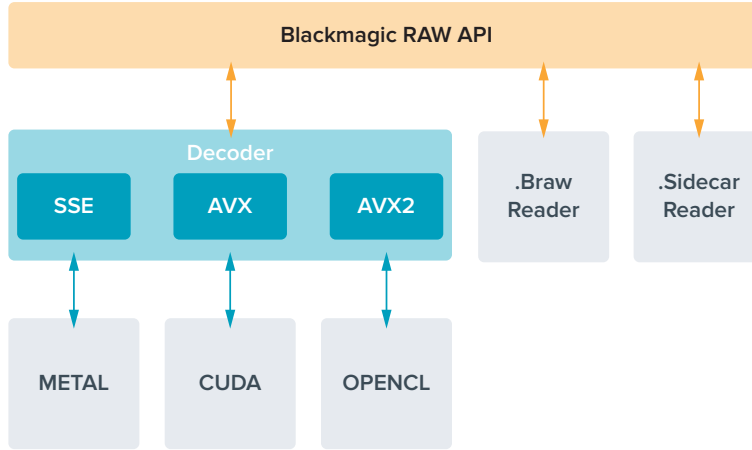 Blackmagic RAW API
Decoder
SSE
AVX
AVX2
.Braw
Reader
.Sidecar
Reader
METAL
CUDA
OPENCL